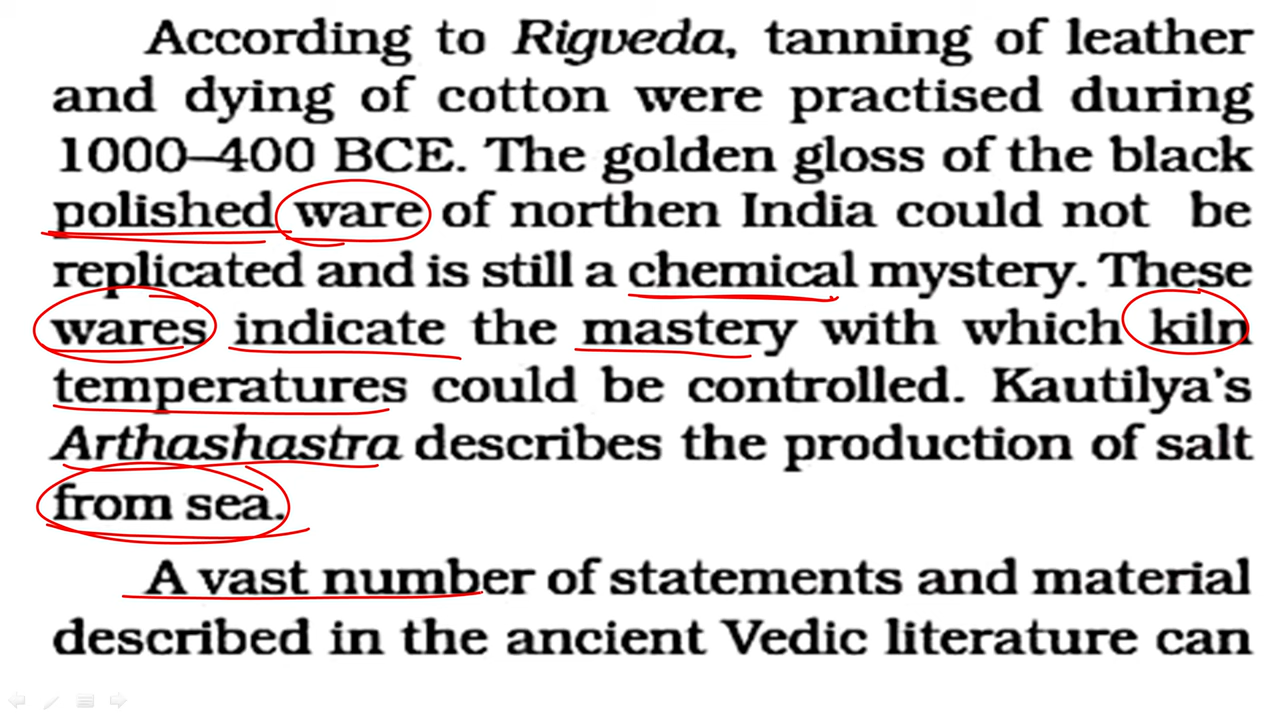 According to Rigveda, tanning of leather
and dying of cotton were practised during
1000–400 BCE. The golden gloss of the black
polished ware of northen India could not be
replicated and is still a chemical mystery. These
wares indicate the mastery with which kiln
temperatures could be controlled. Kautilya's
Arthashastra describes the production of salt
from sea.
A vast number of statements and material
described in the ancient Vedic literature can